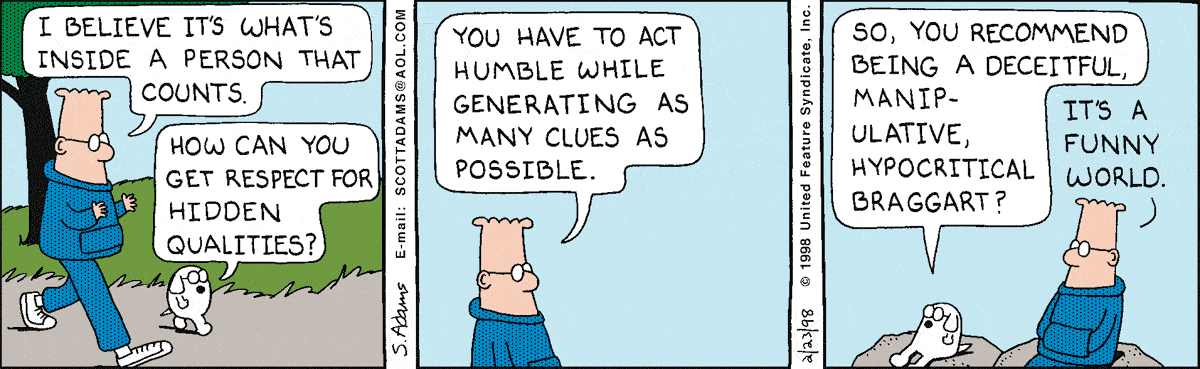 I BELIEVE IT'S WHAT'S
INSIDE A PERSON THAT
COUNTS.
HOW CAN YOU
GET RESPECT FOR
HIDDEN
QUALITIES?
S. Adams
E-mail: SCOTTADAMS@AOL.COM
YOU HAVE TO ACT
HUMBLE WHILE
GENERATING AS
MANY CLUES AS
POSSIBLE.
2/23/98
© 1998 United Feature Syndicate, Inc.
SO, YOU RECOMMEND
BEING A DECEITFUL,
MANIP-
ULATIVE,
HYPOCRITICAL
BRAGGART?
IT'S A
FUNNY
WORLD.